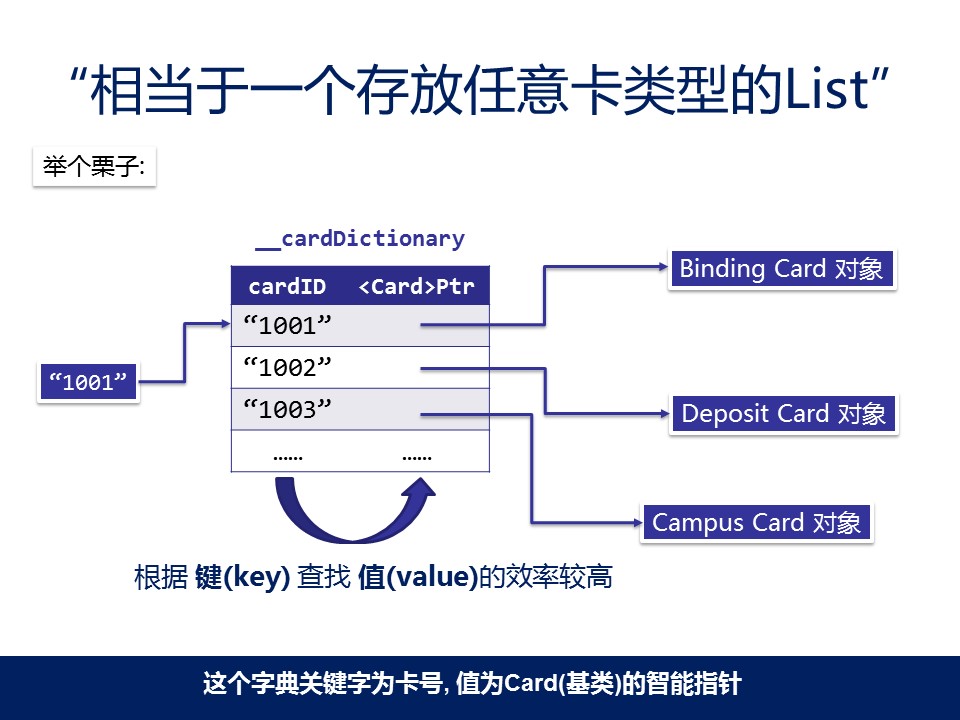 “相当于一个存放任意卡类型的List”
举个栗子:
__cardDictionary
cardID <Card>Ptr
“1001”
“1002”
“1003”
...... ......
“1001”
Binding Card 对象
Deposit Card 对象
Campus Card 对象
根据 键(key) 查找 值(value)的效率较高
这个字典关键字为卡号, 值为Card(基类)的智能指针